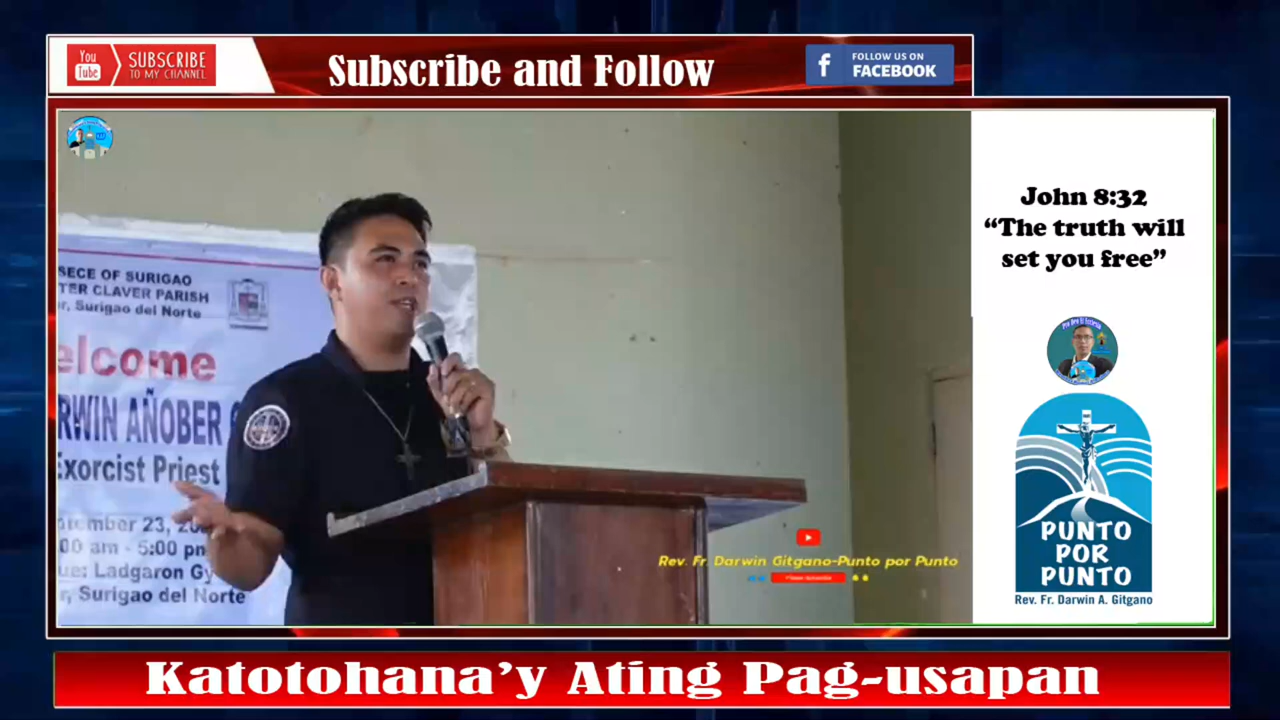 You
Tube
SUBSCRIBE
TO MY CHANNEL
Subscribe and Follow
f
FOLLOW US ON
FACEBOOK
SECE OF SURIGAO
TER CLAVER PARISH
r, Surigao del Norte
elcome
RWIN AÑOBER G
Exorcist Priest
tember 23, 20
00 am - 5:00 pm
ue: Ladgaron Gy
r, Surigao del Norte
Rev. Fr. Darwin Gitgano-Punto por Punto
John 8:32
“The truth will
set you free”
PUNTO
POR
PUNTO
Rev. Fr. Darwin A. Gitgano
Katotohana’y Ating Pag-usapan